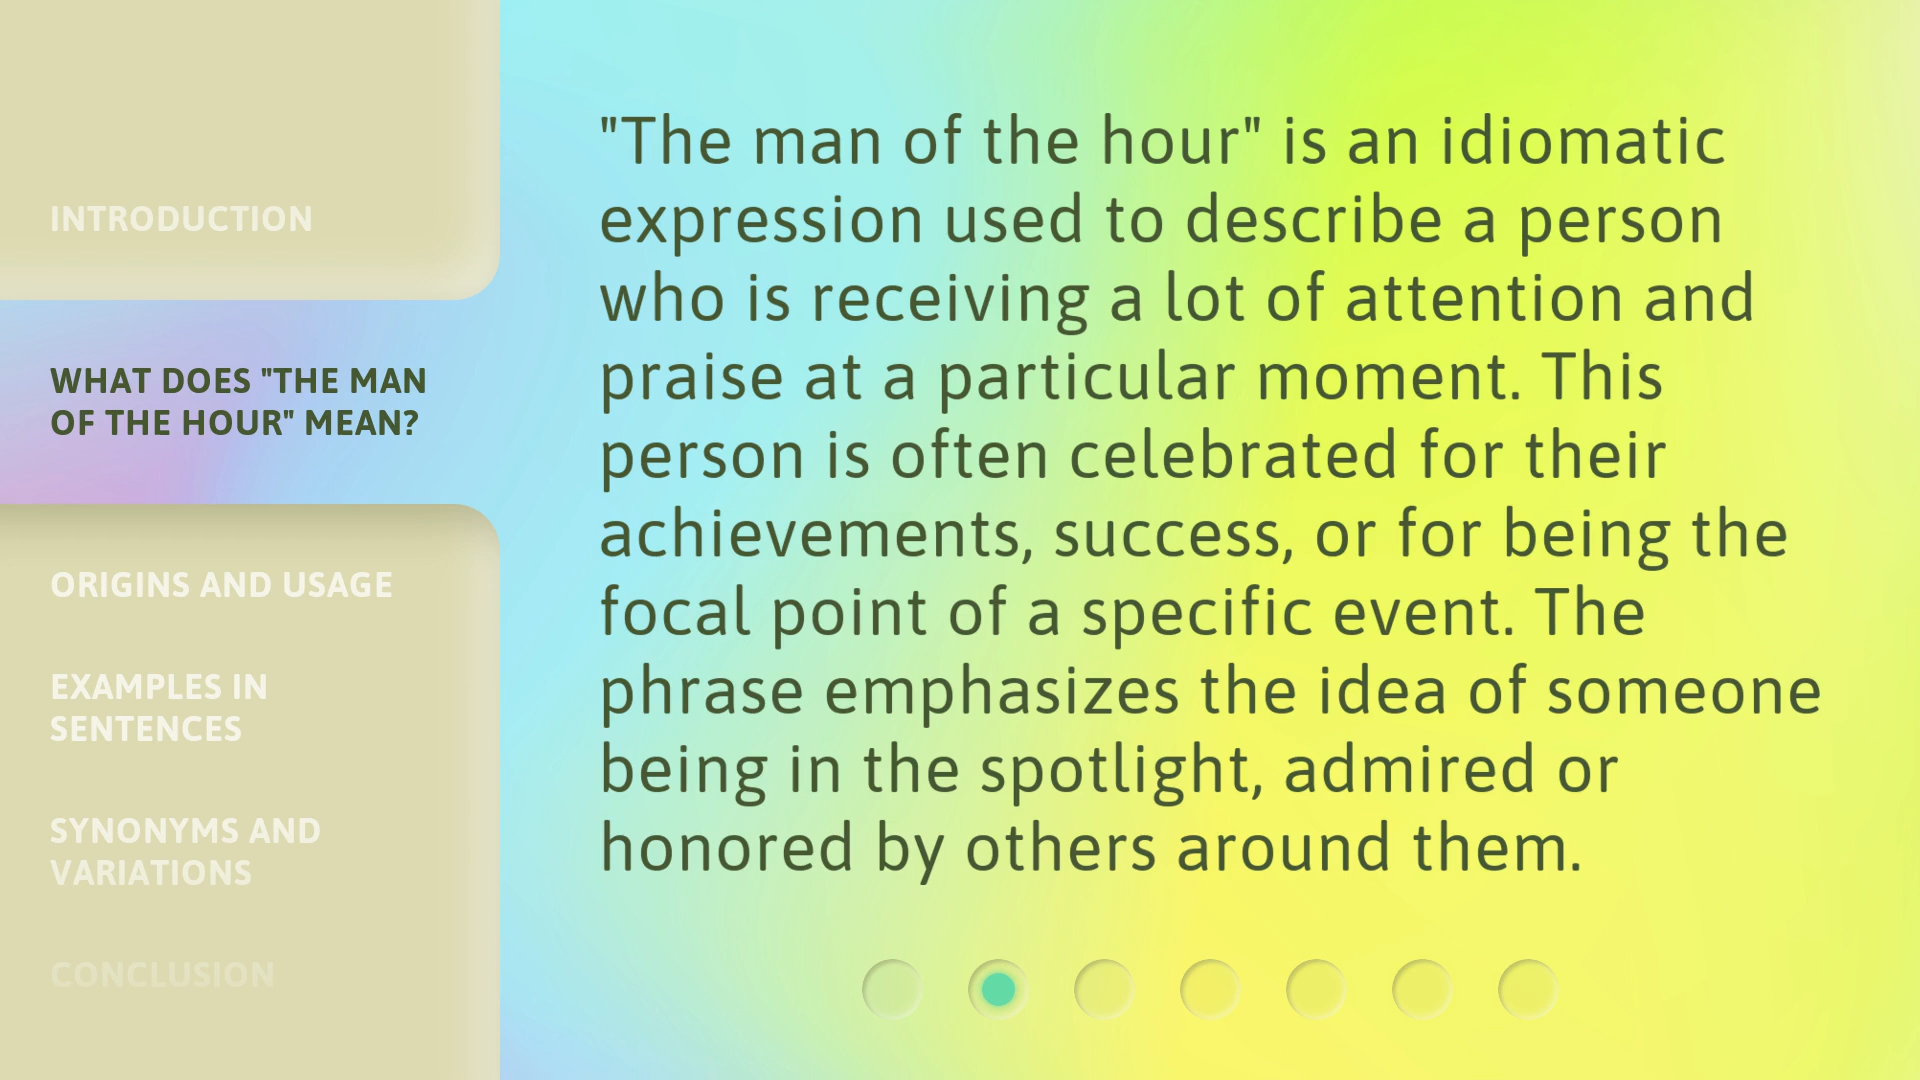 INTRODUCTION
WHAT DOES "THE MAN
OF THE HOUR" MEAN?
ORIGINS AND USAGE
EXAMPLES IN
SENTENCES
SYNONYMS AND
VARIATIONS
CONCLUSION
"The man of the hour" is an idiomatic
expression used to describe a person
who is receiving a lot of attention and
praise at a particular moment. This
person is often celebrated for their
achievements, success, or for being the
focal point of a specific event. The
phrase emphasizes the idea of someone
being in the spotlight, admired or
honored by others around them.